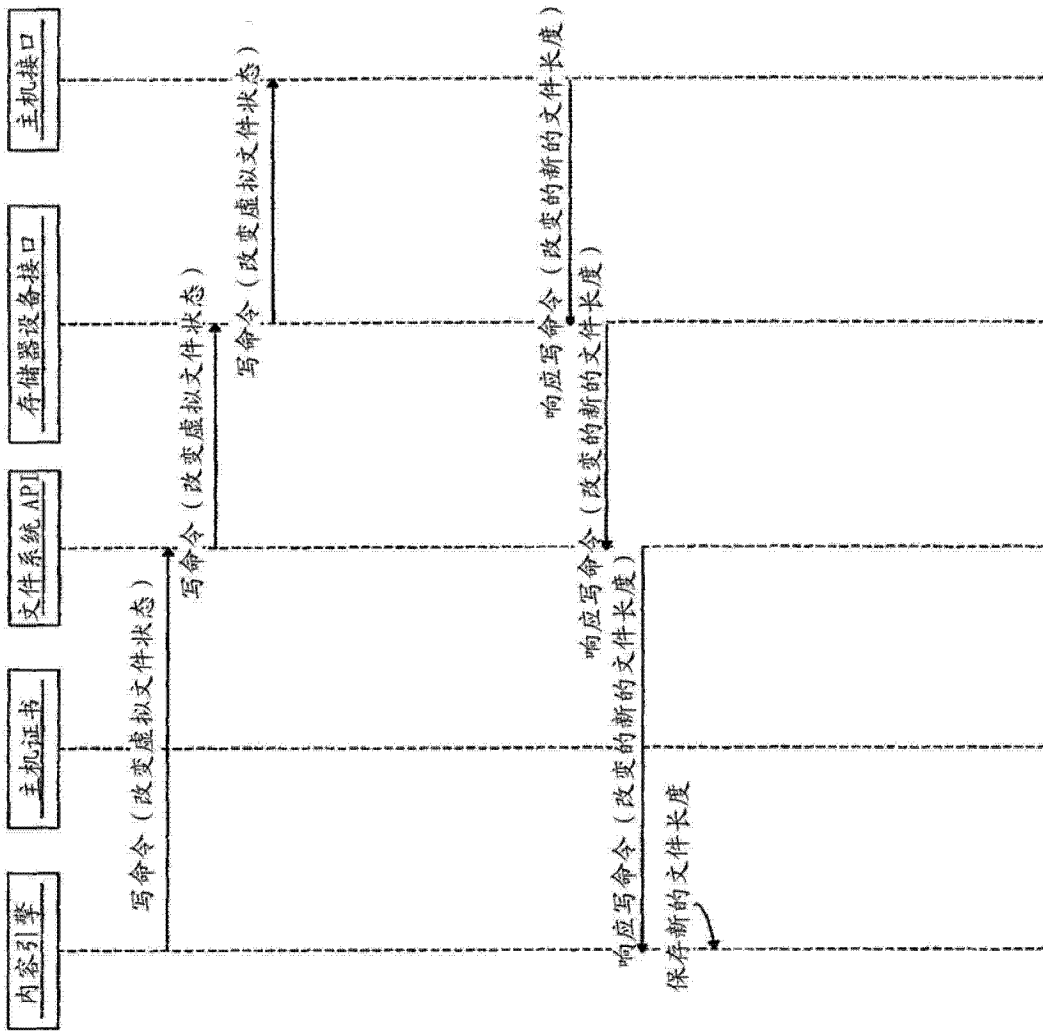 内容引擎
主机证书
文件系统 API
存储器设备接口
主机接口
写命令（改变虚拟文件状态）
写命令（改变虚拟文件状态）
写命令（改变虚拟文件状态）
响应写命令（改变的新的文件长度）
响应写命令（改变的新的文件长度）
响应写命令（改变的新的文件长度）
保存新的文件长度